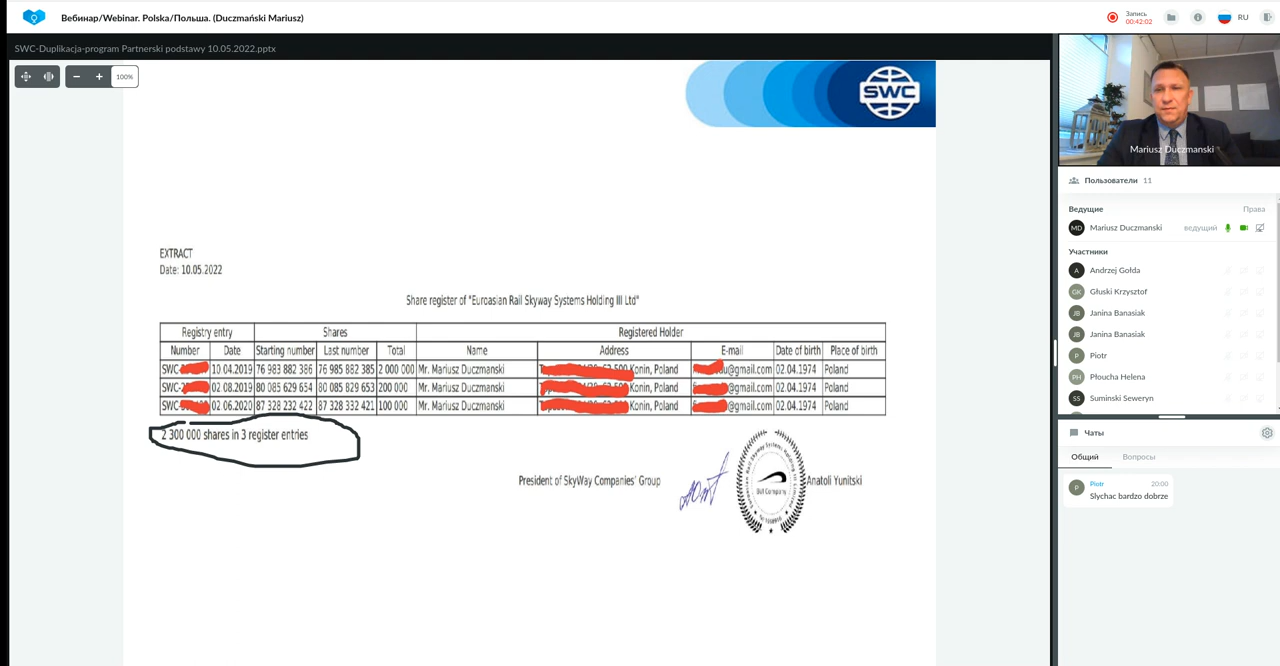 Вебинар/Webinar. Polska/Польша. (Duczmański Mariusz)
Запись
00:42:02
RU
SWC-Duplikacja-program Partnerski podstawy 10.05.2022.pptx
100%
SWC
EXTRACT
Date: 10.05.2022
Share register of "Euroasian Rail Skyway Systems Holding III Ltd"
Registry entry Shares Registered Holder
Number Date Starting number Last number Total Name Address E-mail Date of birth Place of birth
SWC- 10.04.2019 76 983 882 386 76 985 882 385 2 000 000 Mr. Mariusz Duczmanski Konin, Poland u@gmail.com 02.04.1974 Poland
SWC- 02.08.2019 80 085 629 654 80 085 829 653 200 000 Mr. Mariusz Duczmanski Konin, Poland @gmail.com 02.04.1974 Poland
SWC- 02.06.2020 87 328 232 422 87 328 332 421 100 000 Mr. Mariusz Duczmanski Konin, Poland @gmail.com 02.04.1974 Poland
2 300 000 shares in 3 register entries
President of SkyWay Companies' Group
Anatoli Yunitski
Mariusz Duczmanski
Пользователи 11
Ведущие Права
MD Mariusz Duczmanski ведущий
Участники
A Andrzej Gołda
GK Głuski Krzysztof
JB Janina Banasiak
JB Janina Banasiak
P Piotr
PH Płoucha Helena
SS Suminski Seweryn
Чаты
Общий Вопросы
P Piotr 20:00
Slychac bardzo dobrze